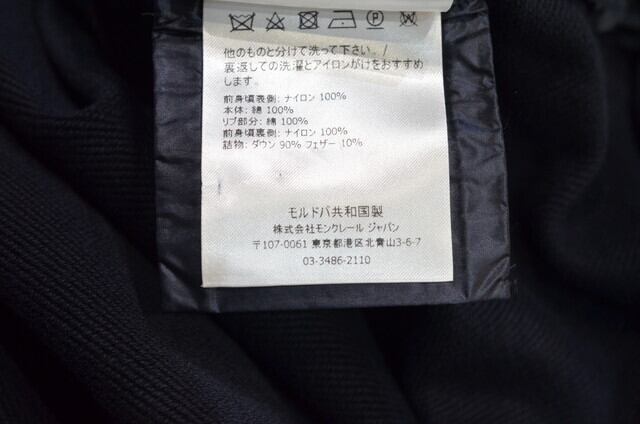 他のものと分けて洗って下さい。/
裏返しての洗濯とアイロンがけをおすすめ
します。
前身頃表側: ナイロン 100%
本体: 綿 100%
リブ部分: 綿 100%
前身頃裏側: ナイロン 100%
詰物: ダウン 90% フェザー 10%
モルドバ共和国製
株式会社モンクレール ジャパン
〒107-0061 東京都港区北青山3-6-7
03-3486-2110